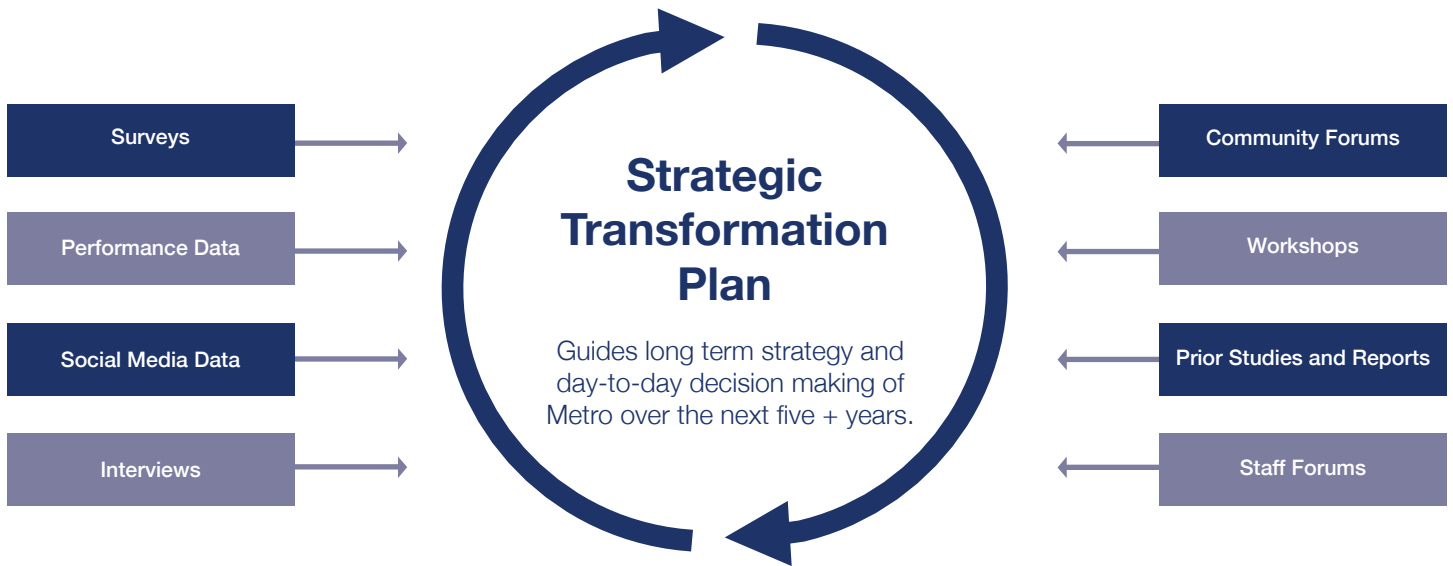 Surveys
Performance Data
Social Media Data
Interviews
Strategic
Transformation
Plan
Guides long term strategy and
day-to-day decision making of
Metro over the next five + years.
Community Forums
Workshops
Prior Studies and Reports
Staff Forums